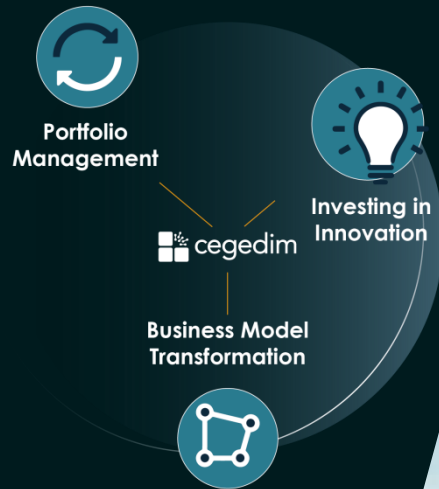 Portfolio
Management
Investing in
Innovation
cegedim
Business Model
Transformation